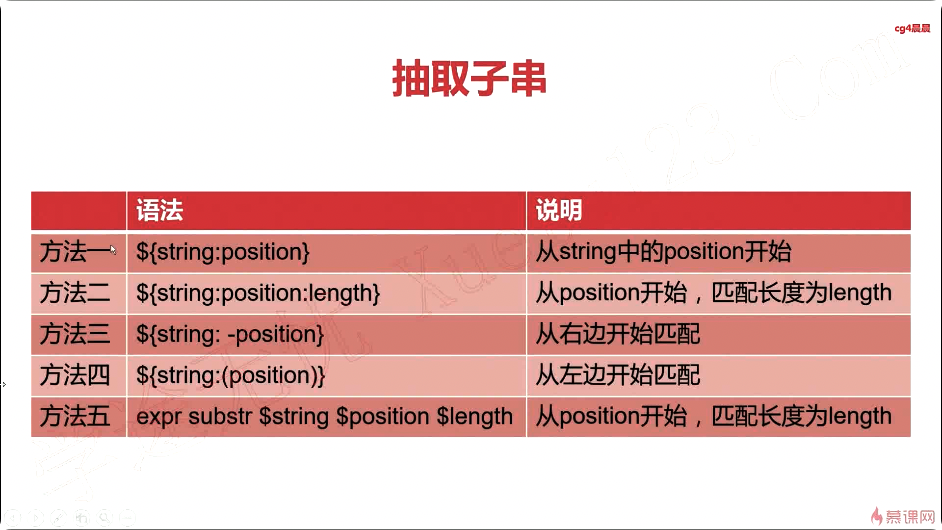 cg4晨晨
抽取子串
语法 说明
方法一 ${string:position} 从string中的position开始
方法二 ${string:position:length} 从position开始，匹配长度为length
方法三 ${string: -position} 从右边开始匹配
方法四 ${string:(position)} 从左边开始匹配
方法五 expr substr $string $position $length 从position开始，匹配长度为length
慕课网